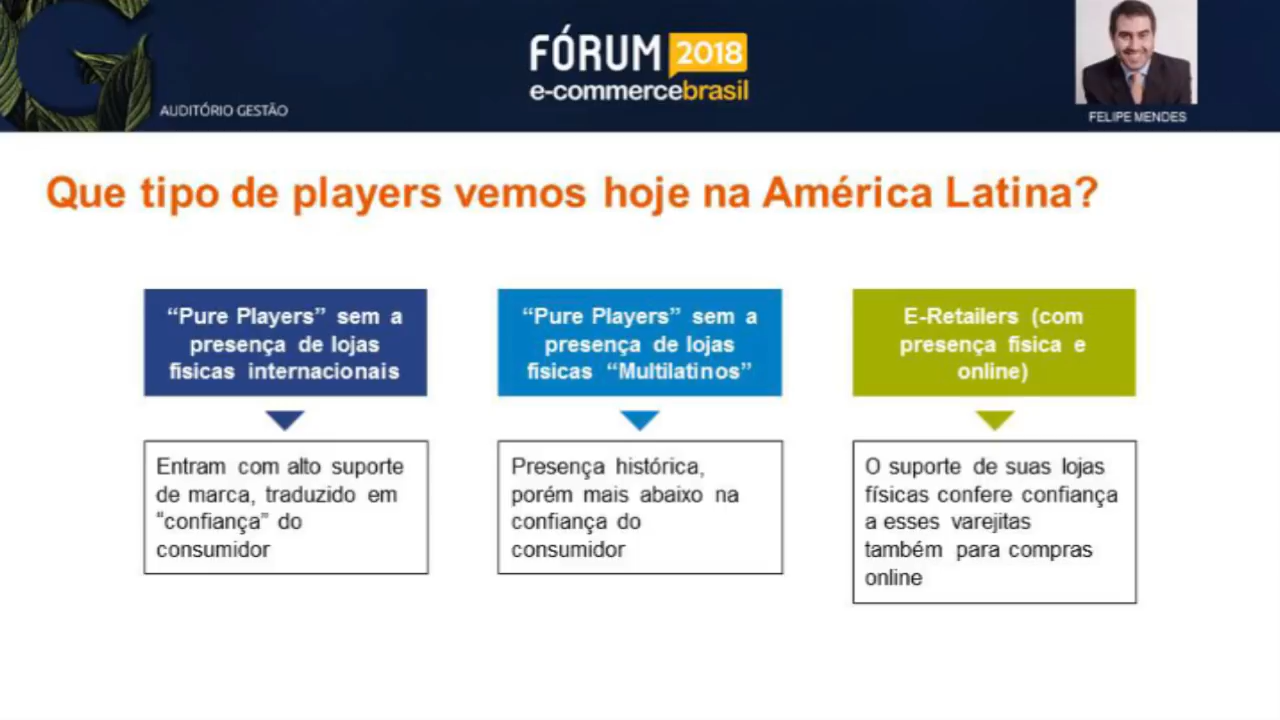 FÓRUM 2018
e-commercebrasil
AUDITÓRIO GESTÃO
FELIPE MENDES
Que tipo de players vemos hoje na América Latina?
“Pure Players” sem a
presença de lojas
físicas internacionais
Entram com alto suporte
de marca, traduzido em
“confiança” do
consumidor
“Pure Players” sem a
presença de lojas
físicas “Multilatinos”
Presença histórica,
porém mais abaixo na
confiança do
consumidor
E-Retailers (com
presença física e
online)
O suporte de suas lojas
físicas confere confiança
a esses varejitas
também para compras
online